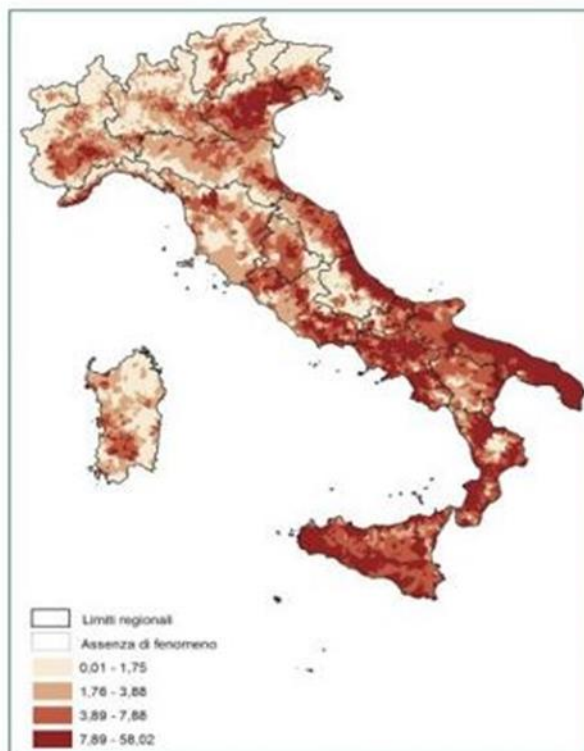 Limiti regionali
Assenza di fenomeno
0,01 - 1,75
1,76 - 3,88
3,89 - 7,88
7,89 - 58,02